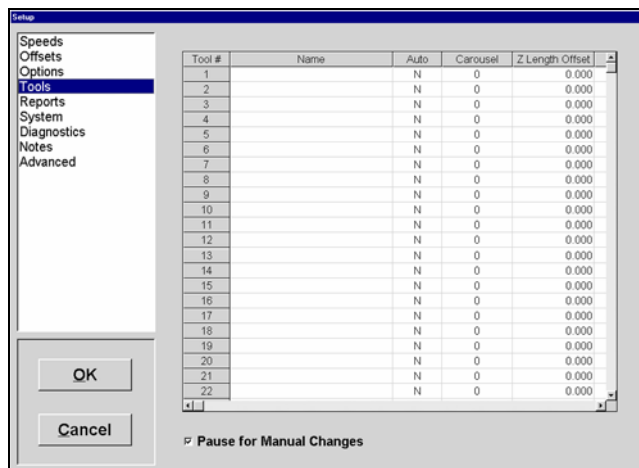 Setup
Speeds
Offsets
Options
Tools
Reports
System
Diagnostics
Notes
Advanced
OK
Cancel
Tool # Name Auto Carousel Z Length Offset
1 N 0 0.000
2 N 0 0.000
3 N 0 0.000
4 N 0 0.000
5 N 0 0.000
6 N 0 0.000
7 N 0 0.000
8 N 0 0.000
9 N 0 0.000
10 N 0 0.000
11 N 0 0.000
12 N 0 0.000
13 N 0 0.000
14 N 0 0.000
15 N 0 0.000
16 N 0 0.000
17 N 0 0.000
18 N 0 0.000
19 N 0 0.000
20 N 0 0.000
21 N 0 0.000
22 N 0 0.000
Pause for Manual Changes